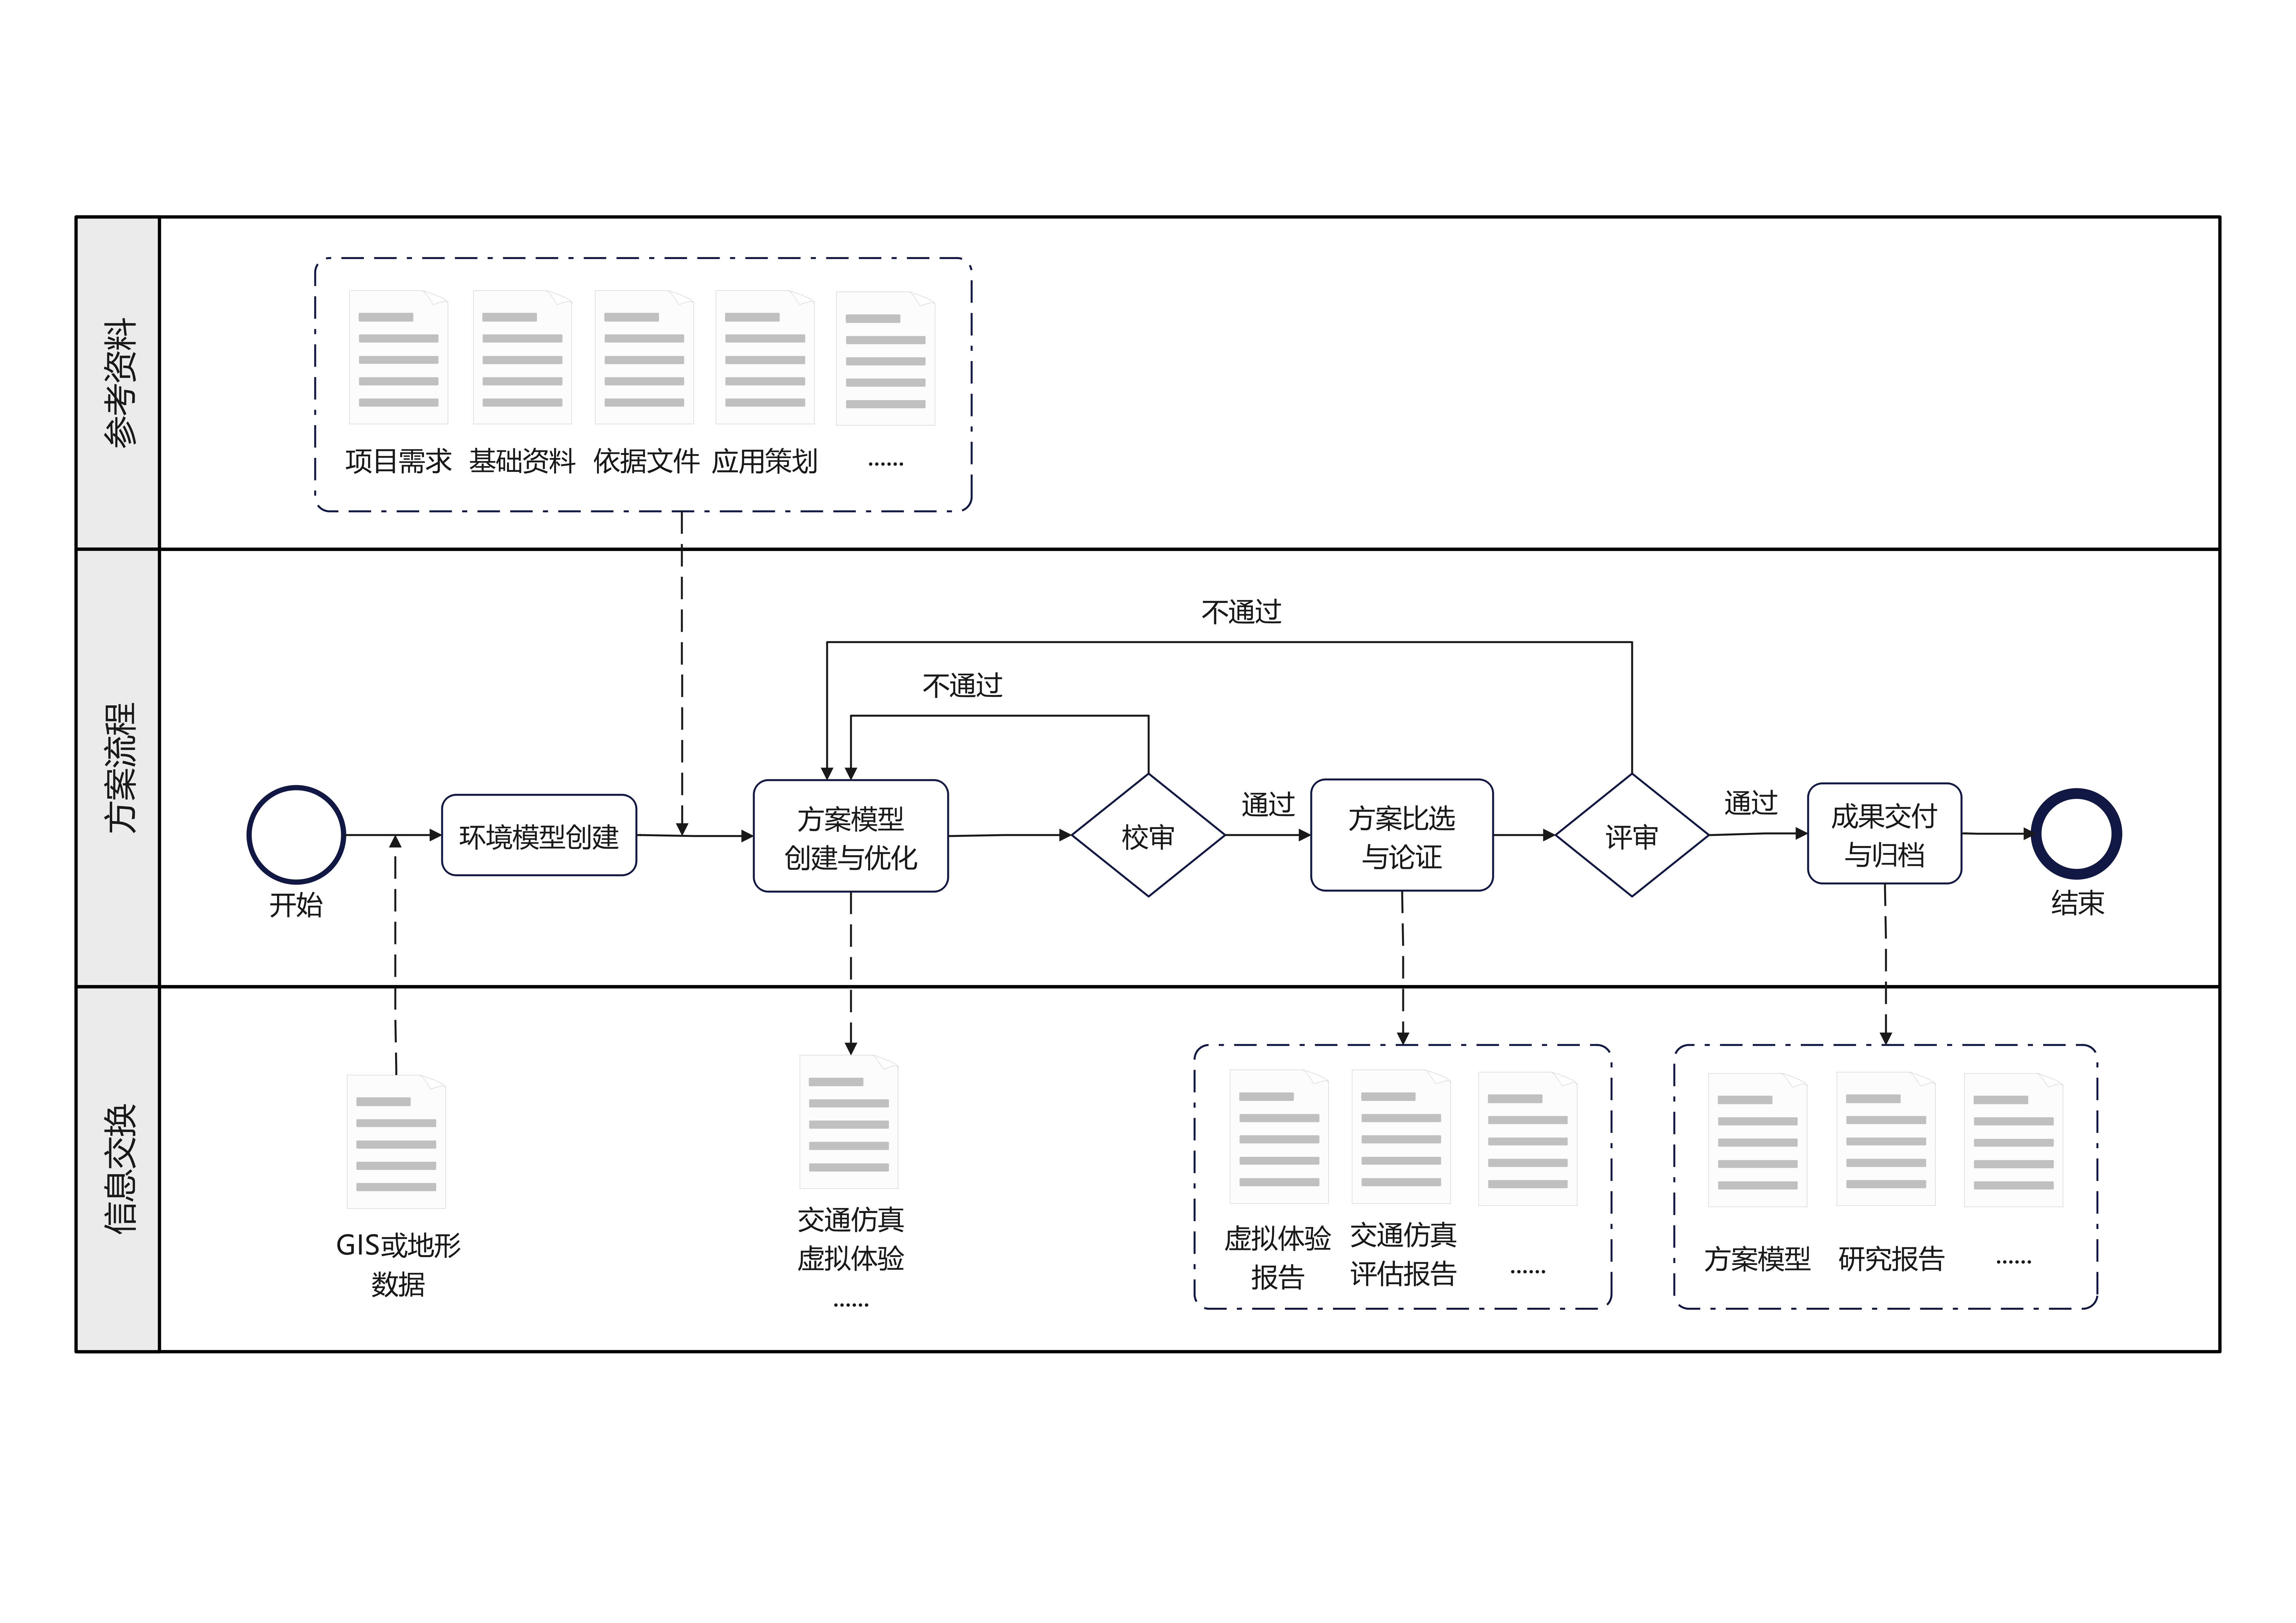 参考资料
项目需求
基础资料
依据文件
应用策划
......
方案流程
不通过
不通过
开始
环境模型创建
方案模型
创建与优化
校审
通过
方案比选
与论证
评审
通过
成果交付
与归档
结束
信息交换
GIS或地形
数据
交通仿真
虚拟体验
......
虚拟体验
报告
交通仿真
评估报告
......
方案模型
研究报告
......